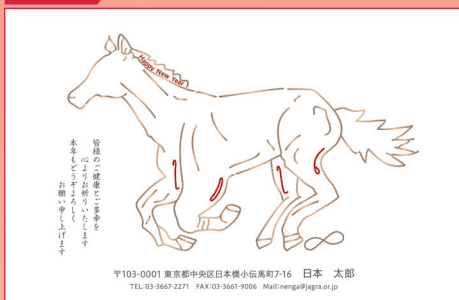 Happy New Year
皆様のご健康とご多幸を
心よりお祈りいたします
本年もどうぞよろしく
お願い申し上げます
〒103-0001 東京都中央区日本橋小伝馬町7-16 日本 太郎
TEL:03-3667-2271 FAX:03-3661-9006 Mail:nenga@jagra.or.jp